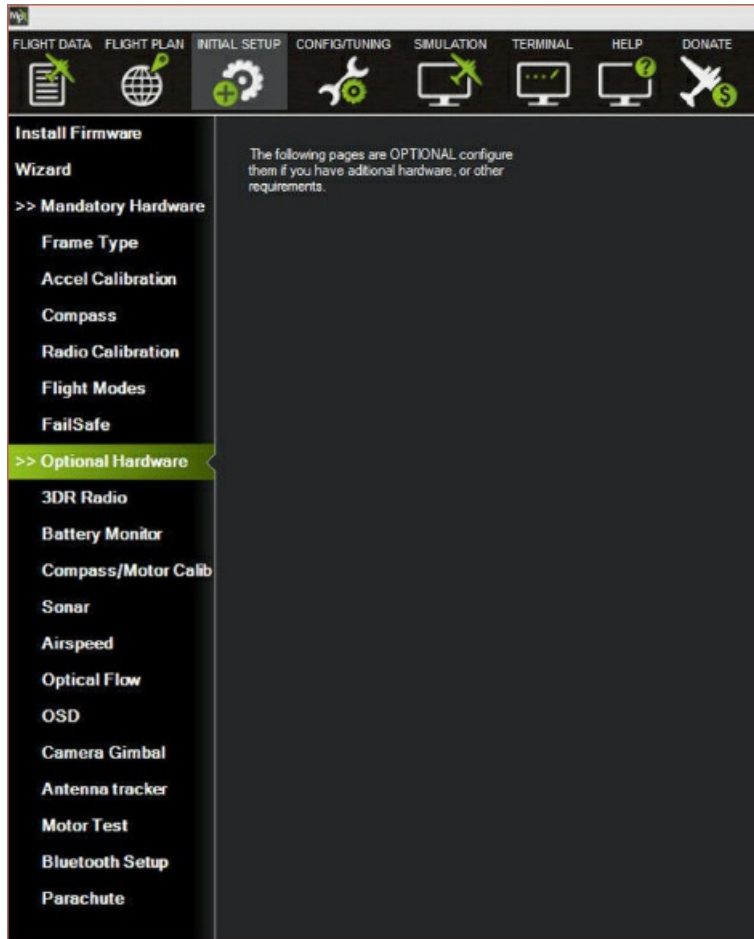 MP
FLIGHT DATA FLIGHT PLAN INITIAL SETUP CONFIG/TUNING SIMULATION TERMINAL HELP DONATE
Install Firmware
Wizard
>> Mandatory Hardware
Frame Type
Accel Calibration
Compass
Radio Calibration
Flight Modes
FailSafe
>> Optional Hardware
3DR Radio
Battery Monitor
Compass/Motor Calib
Sonar
Airspeed
Optical Flow
OSD
Camera Gimbal
Antenna tracker
Motor Test
Bluetooth Setup
Parachute
The following pages are OPTIONAL configure
them if you have aditional hardware, or other
requirements.